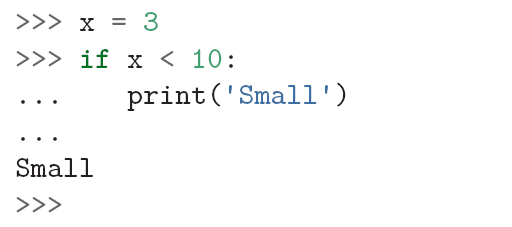 >>> x = 3
>>> if x < 10:
...    print('Small')
...
Small
>>>